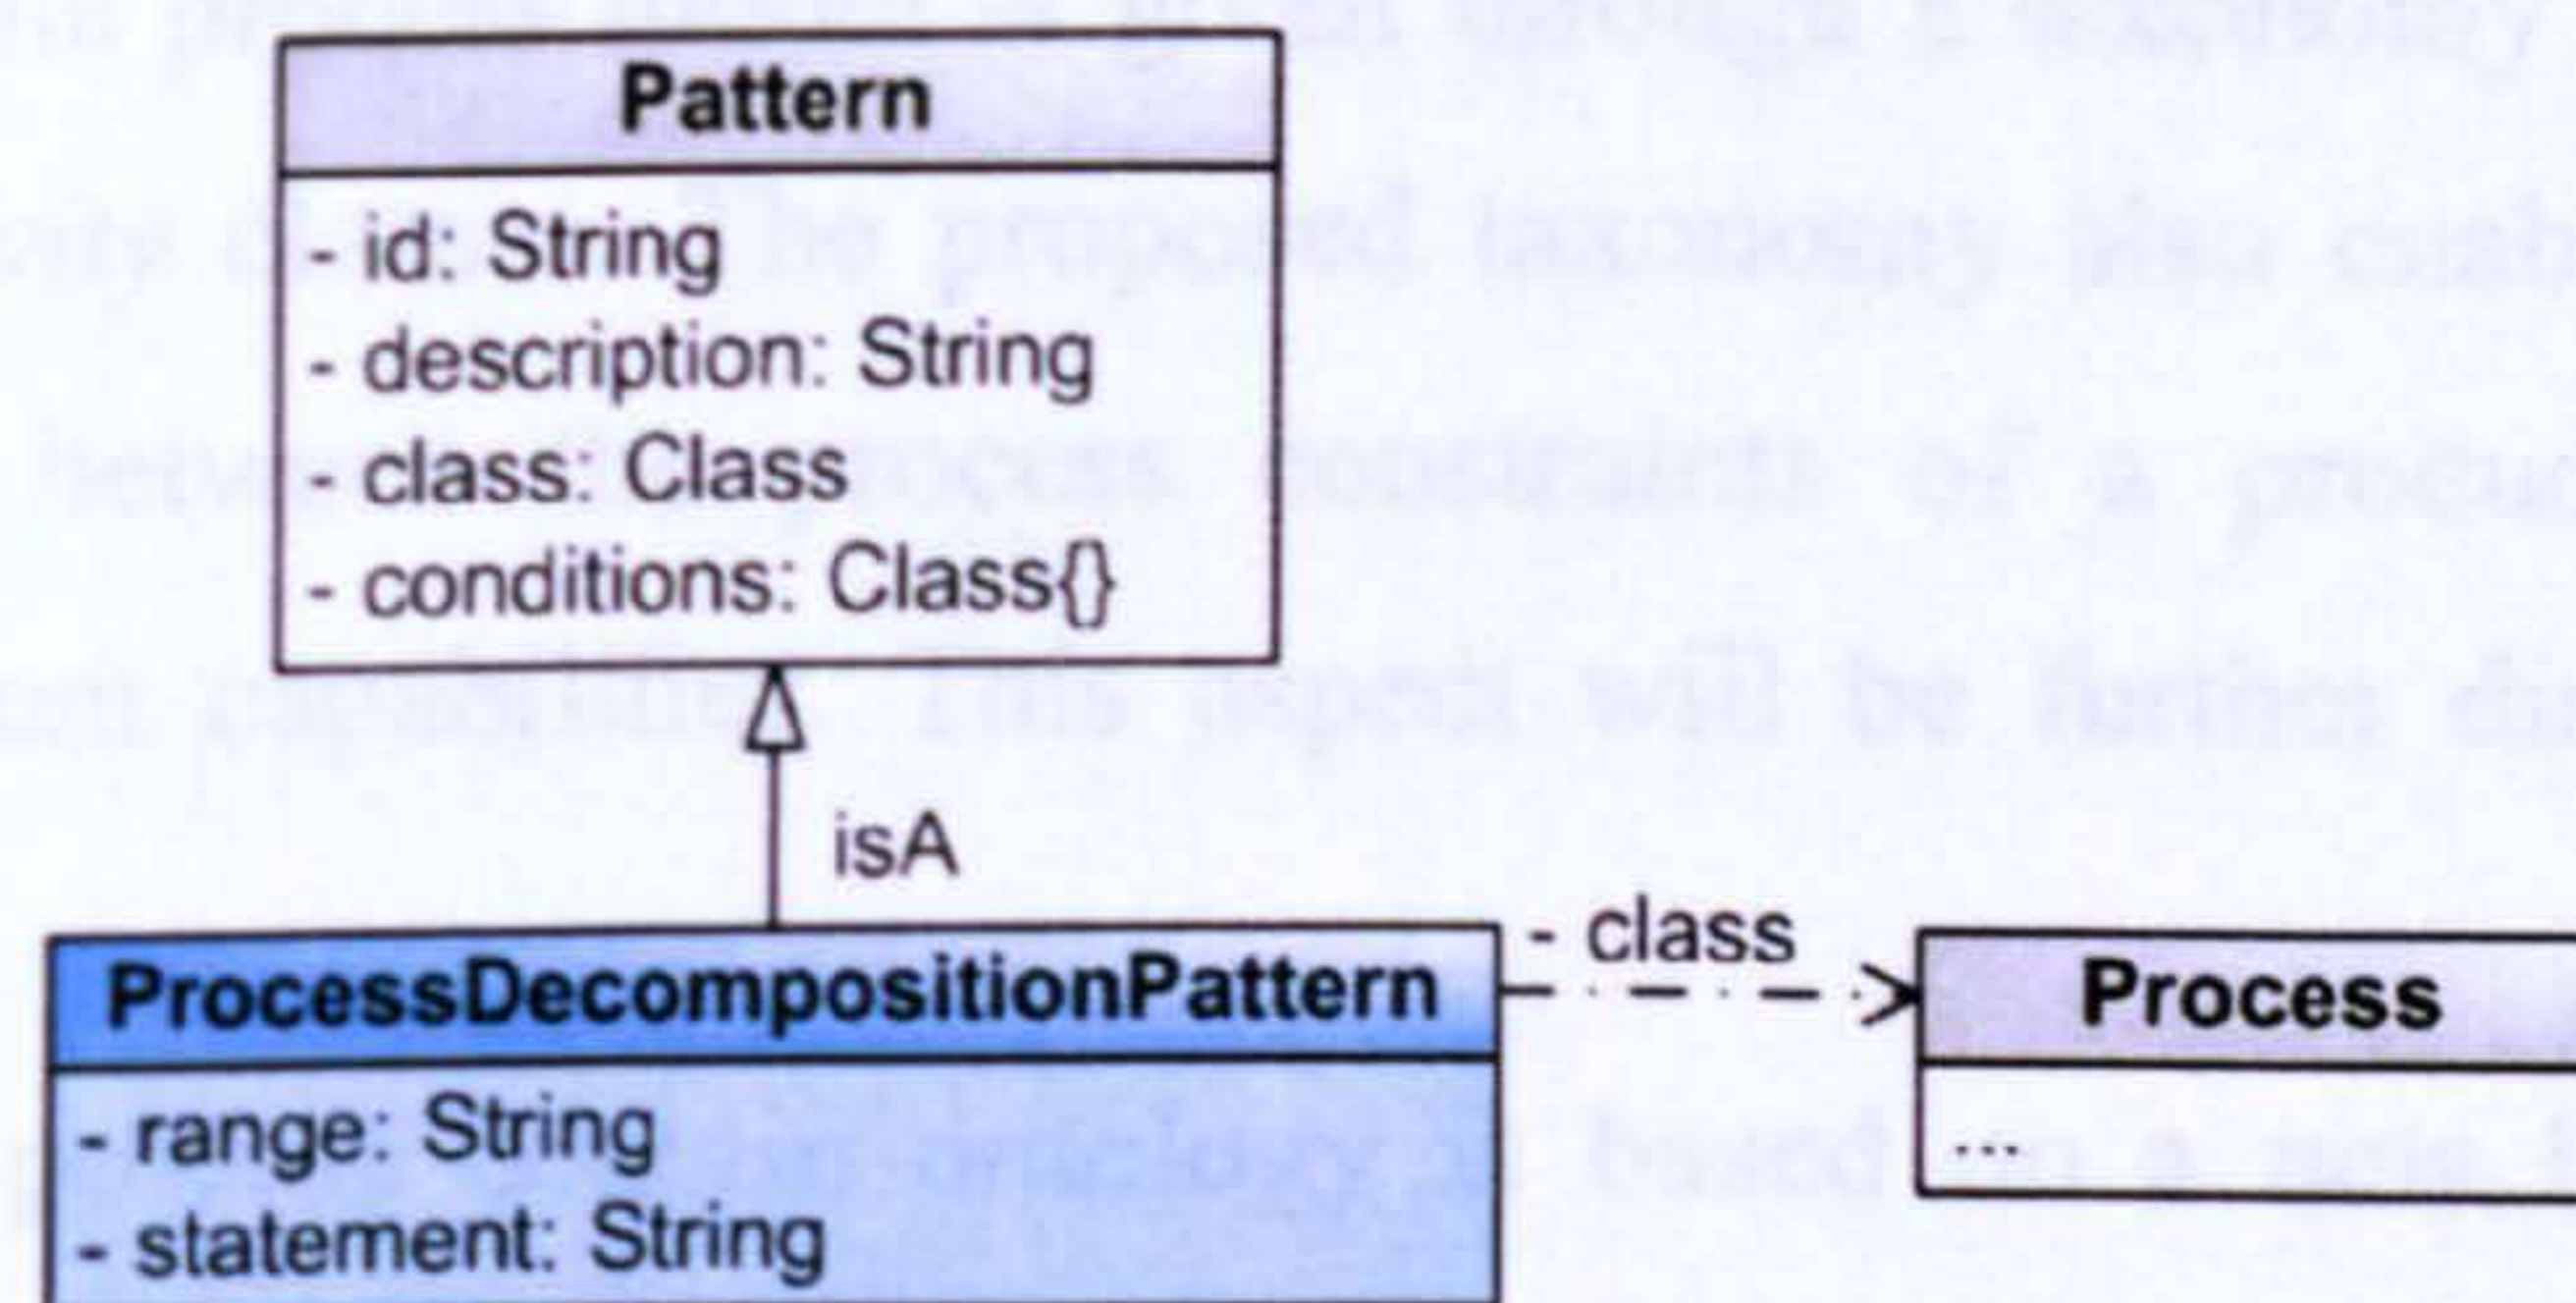 Pattern
- id: String
- description: String
- class: Class
- conditions: Class{}
isA
- class
ProcessDecompositionPattern
Process
- range: String
...
- statement: String